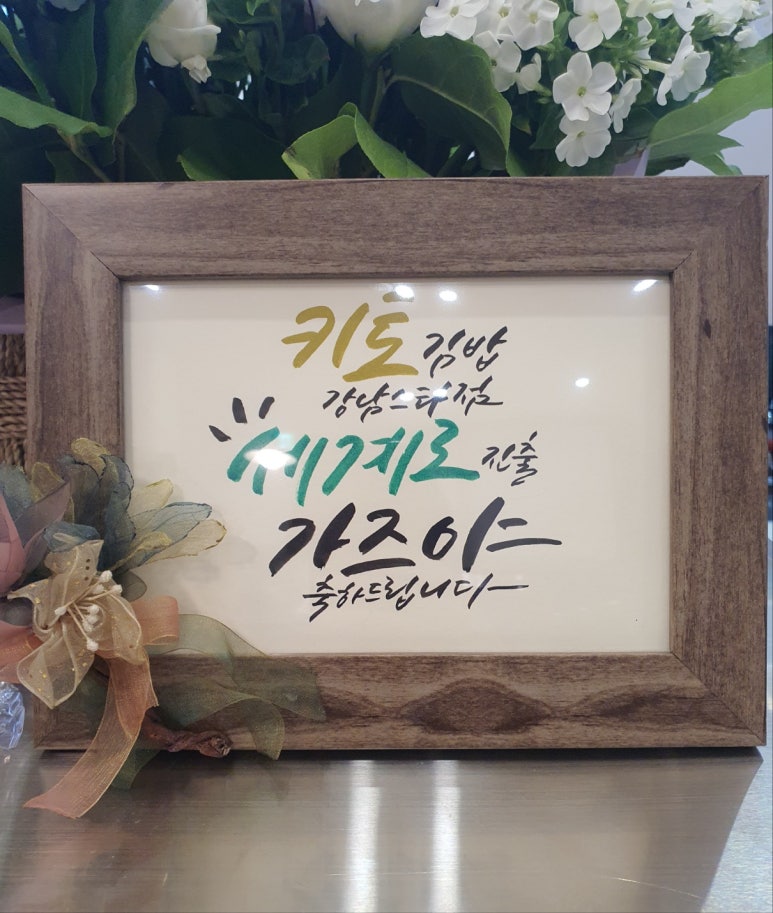 키토김밥
강남스타점
세계로 진출
가즈아~
축하드립니다~